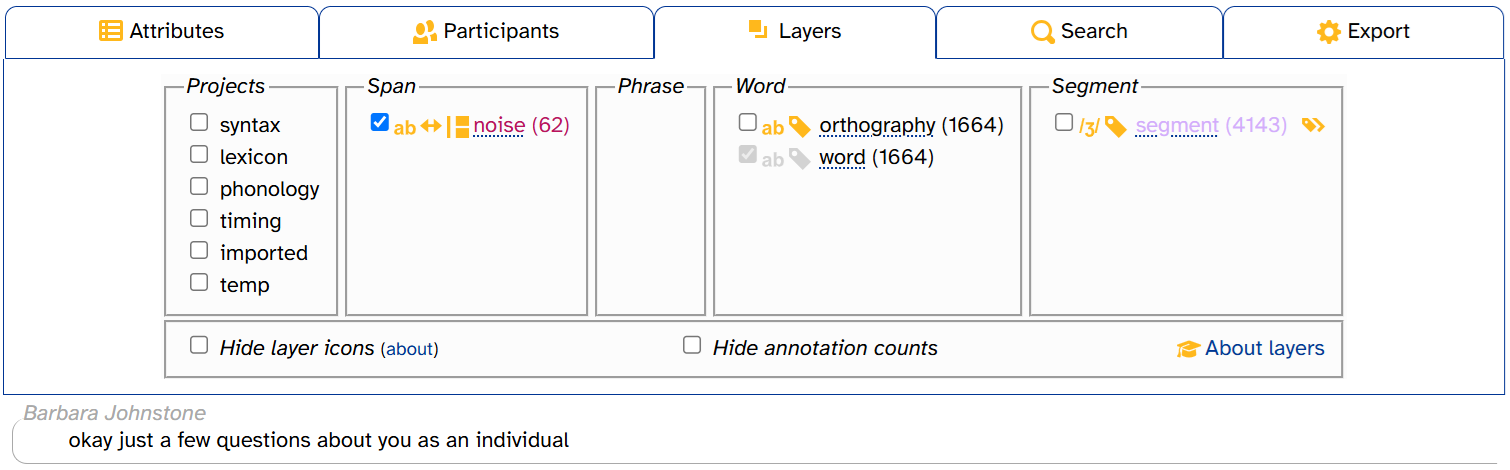 Attributes Participants Layers Search Export
Projects Span Phrase Word Segment
syntax ab noise (62) ab orthography (1664) /ʒ/ segment (4143)
lexicon ab word (1664)
phonology
timing
imported
temp
Hide layer icons (about) Hide annotation counts About layers
Barbara Johnstone
okay just a few questions about you as an individual